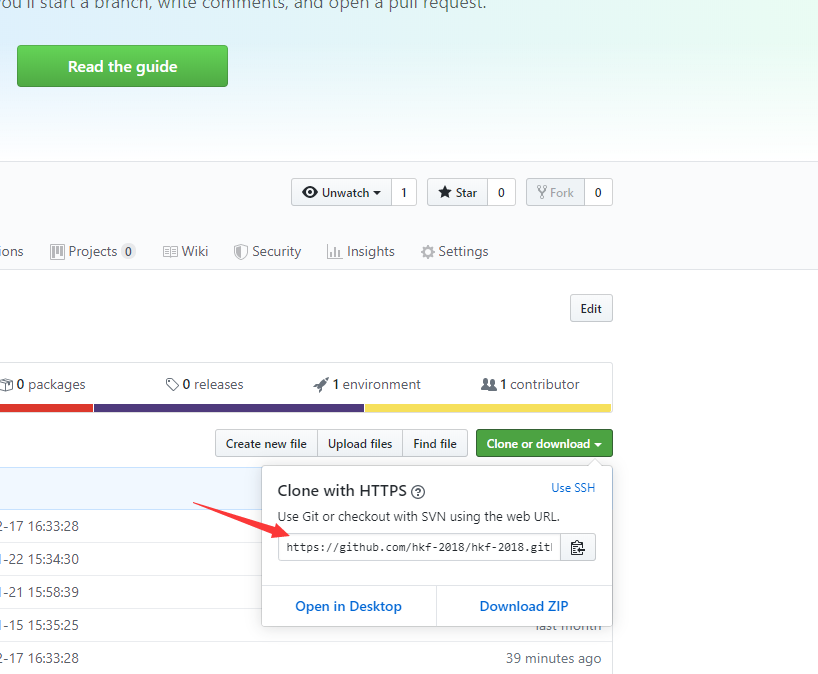 you'll start a branch, write comments, and open a pull request.
Read the guide
Unwatch 1 Star 0 Fork 0
ons Projects 0 Wiki Security Insights Settings
Edit
0 packages 0 releases 1 environment 1 contributor
Create new file Upload files Find file Clone or download
Clone with HTTPS ? Use SSH
Use Git or checkout with SVN using the web URL.
https://github.com/hkf-2018/hkf-2018.git
Open in Desktop Download ZIP
2-17 16:33:28
1-22 15:34:30
1-21 15:58:39
1-15 15:35:25 last month
2-17 16:33:28 39 minutes ago